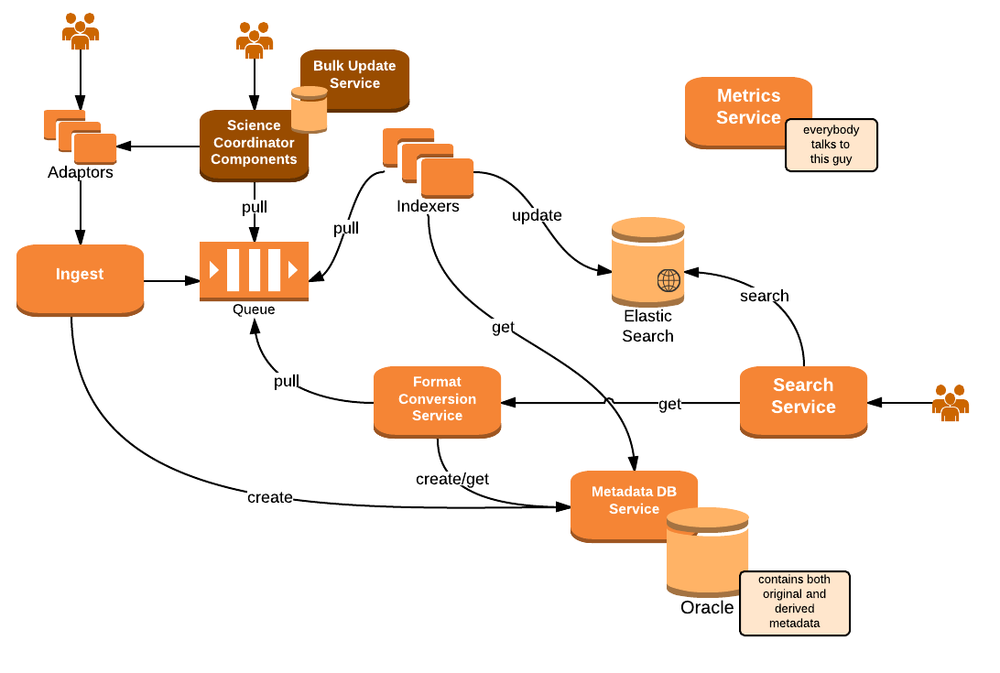 Bulk Update
Service
Metrics
Service
everybody
talks to
this guy
Science
Coordinator
Components
Adaptors
pull
Indexers
pull
update
Ingest
Queue
search
Elastic
Search
get
pull
Format
Conversion
Service
get
Search
Service
create/get
create
Metadata DB
Service
Oracle
contains both
original and
derived
metadata